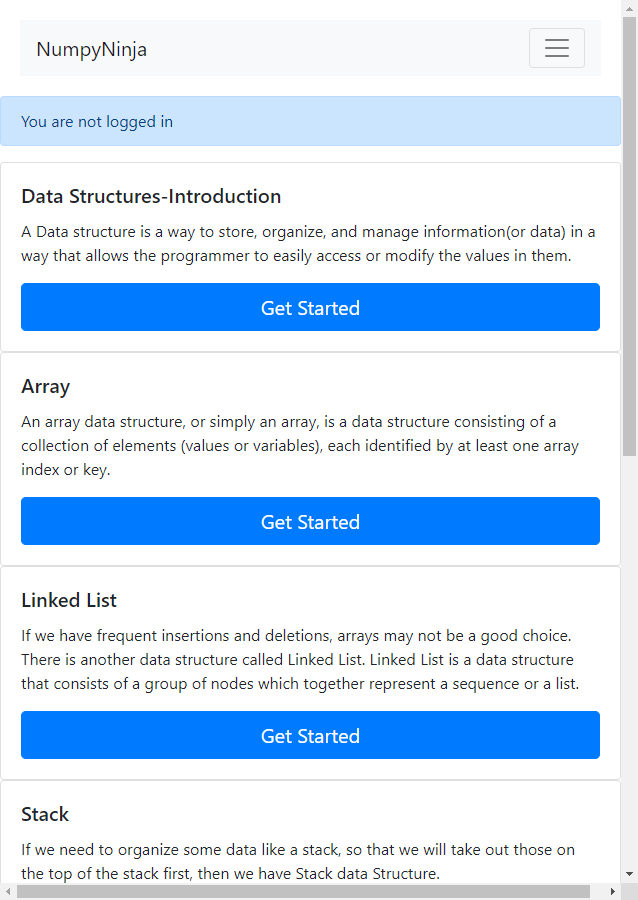 NumpyNinja
You are not logged in
Data Structures-Introduction
A Data structure is a way to store, organize, and manage information(or data) in a
way that allows the programmer to easily access or modify the values in them.
Get Started
Array
An array data structure, or simply an array, is a data structure consisting of a
collection of elements (values or variables), each identified by at least one array
index or key.
Get Started
Linked List
If we have frequent insertions and deletions, arrays may not be a good choice.
There is another data structure called Linked List. Linked List is a data structure
that consists of a group of nodes which together represent a sequence or a list.
Get Started
Stack
If we need to organize some data like a stack, so that we will take out those on
the top of the stack first, then we have Stack data Structure.